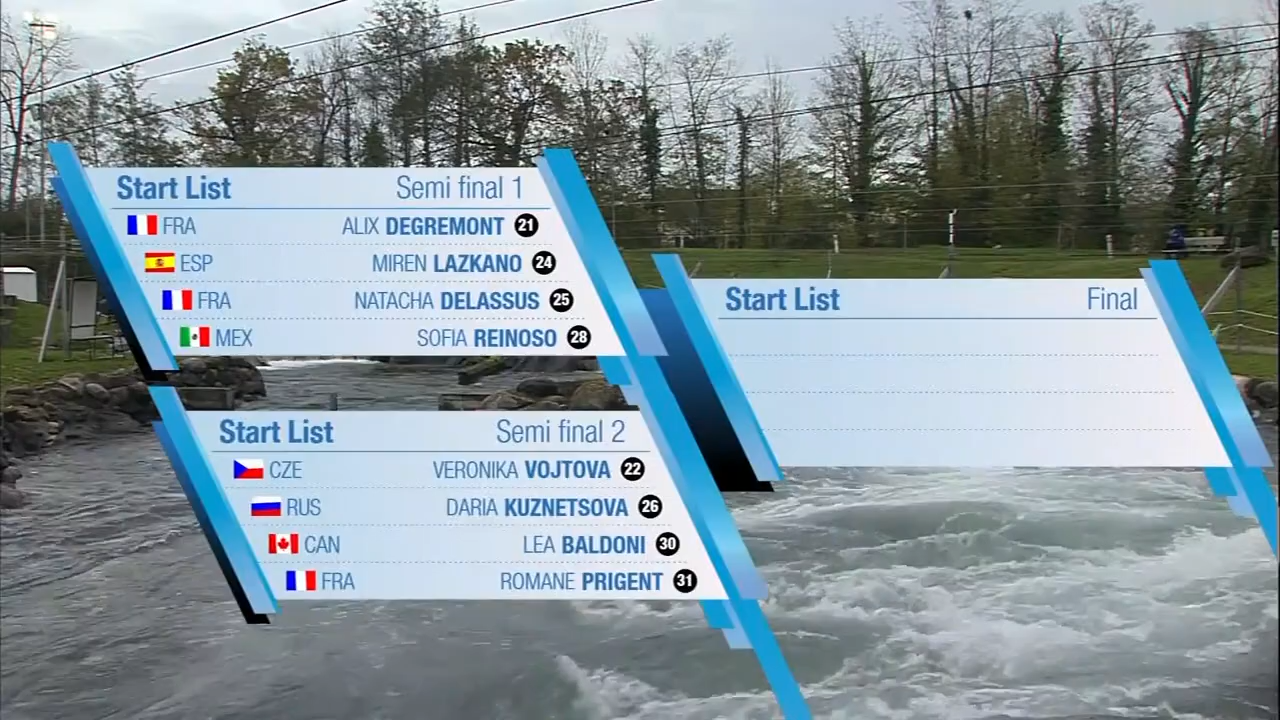 Start List Semi final 1
FRA ALIX DEGREMONT 21
ESP MIREN LAZKANO 24
FRA NATACHA DELASSUS 25
MEX SOFIA REINOSO 28
Start List Semi final 2
CZE VERONIKA VOJTOVA 22
RUS DARIA KUZNETSOVA 26
CAN LEA BALDONI 30
FRA ROMANE PRIGENT 31
Start List Final